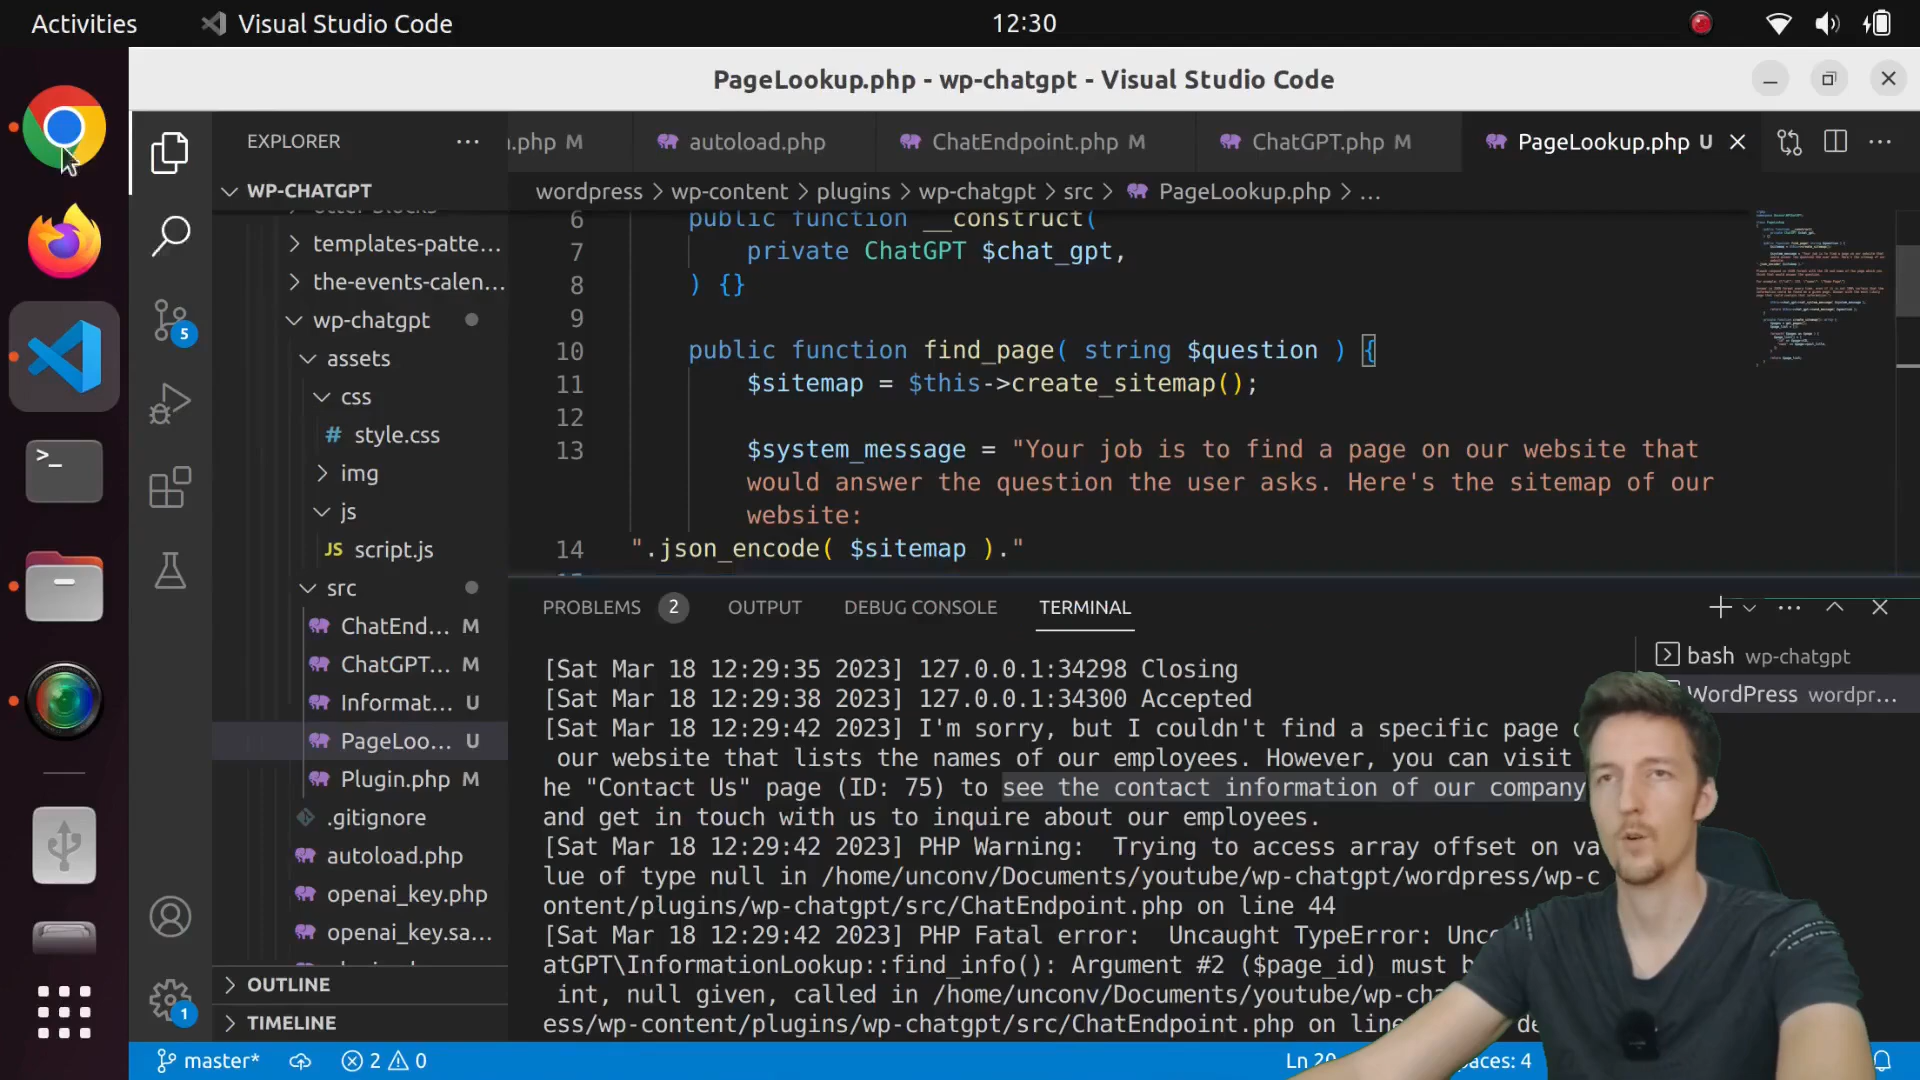 Activities
Visual Studio Code
12:30
PageLookup.php - wp-chatgpt - Visual Studio Code
EXPLORER
.php M
autoload.php
ChatEndpoint.php M
ChatGPT.php M
PageLookup.php U
WP-CHATGPT
wordpress > wp-content > plugins > wp-chatgpt > src > PageLookup.php > ...
templates-patte...
the-events-calen...
wp-chatgpt
assets
css
# style.css
img
js
JS script.js
src
ChatEnd... M
ChatGPT... M
Informat... U
PageLoo... U
Plugin.php M
.gitignore
autoload.php
openai_key.php
openai_key.sa...
OUTLINE
TIMELINE
5
1
6 public function __construct(
7 private ChatGPT $chat_gpt,
8 ) {}
9
10 public function find_page( string $question ) {
11 $sitemap = $this->create_sitemap();
12
13 $system_message = "Your job is to find a page on our website that
would answer the question the user asks. Here's the sitemap of our
website:
14 ".json_encode( $sitemap )."
PROBLEMS 2 OUTPUT DEBUG CONSOLE TERMINAL
bash wp-chatgpt
WordPress wordpr...
[Sat Mar 18 12:29:35 2023] 127.0.0.1:34298 Closing
[Sat Mar 18 12:29:38 2023] 127.0.0.1:34300 Accepted
[Sat Mar 18 12:29:42 2023] I'm sorry, but I couldn't find a specific page
our website that lists the names of our employees. However, you can visit
he "Contact Us" page (ID: 75) to see the contact information of our company
and get in touch with us to inquire about our employees.
[Sat Mar 18 12:29:42 2023] PHP Warning: Trying to access array offset on va
lue of type null in /home/unconv/Documents/youtube/wp-chatgpt/wordpress/wp-c
ontent/plugins/wp-chatgpt/src/ChatEndpoint.php on line 44
[Sat Mar 18 12:29:42 2023] PHP Fatal error: Uncaught TypeError: Unc
atGPT\InformationLookup::find_info(): Argument #2 ($page_id) must b
int, null given, called in /home/unconv/Documents/youtube/wp-cha
ess/wp-content/plugins/wp-chatgpt/src/ChatEndpoint.php on line
master* 2 0
Ln 20
paces: 4